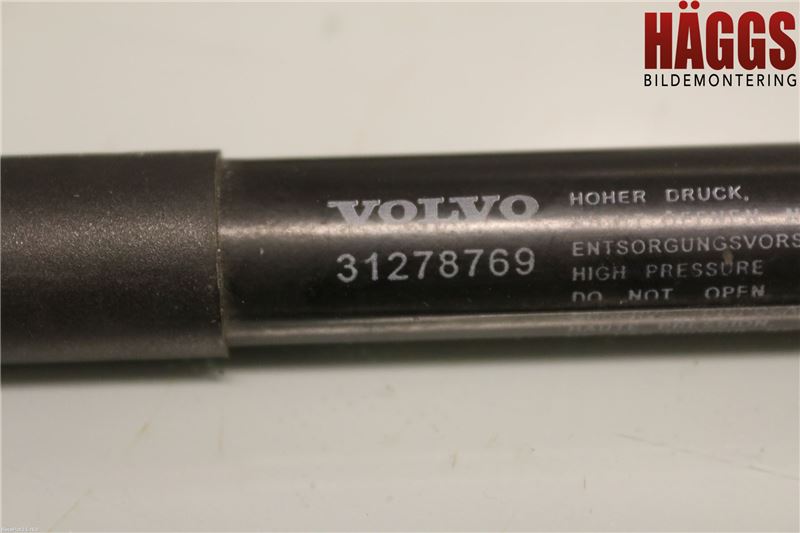 HÄGGS
BILDEMONTERING
VOLVO
31278769
HOHER DRUCK,
ENTSORGUNGSVORS
HIGH PRESSURE
DO NOT OPEN